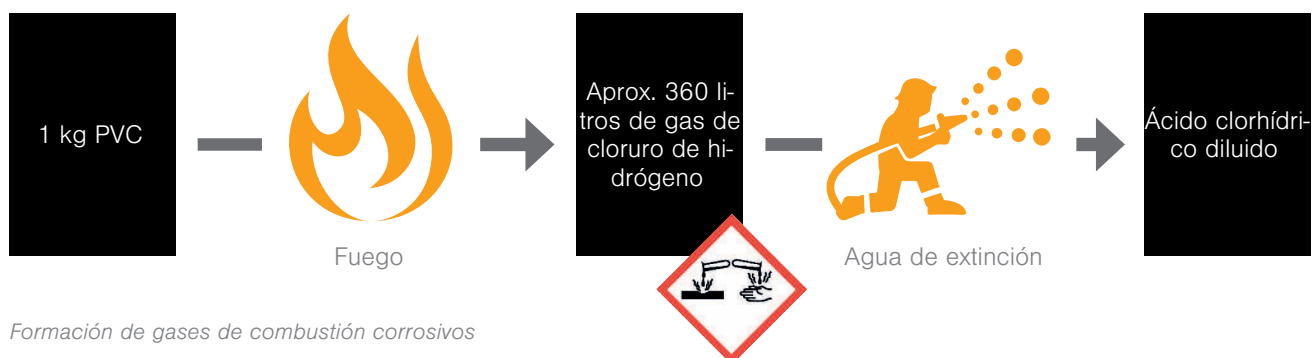 1 kg PVC
Aprox. 360 li-
tros de gas de
cloruro de hi-
drógeno
Ácido clorhídri-
co diluido
Fuego
Agua de extinción
Formación de gases de combustión corrosivos